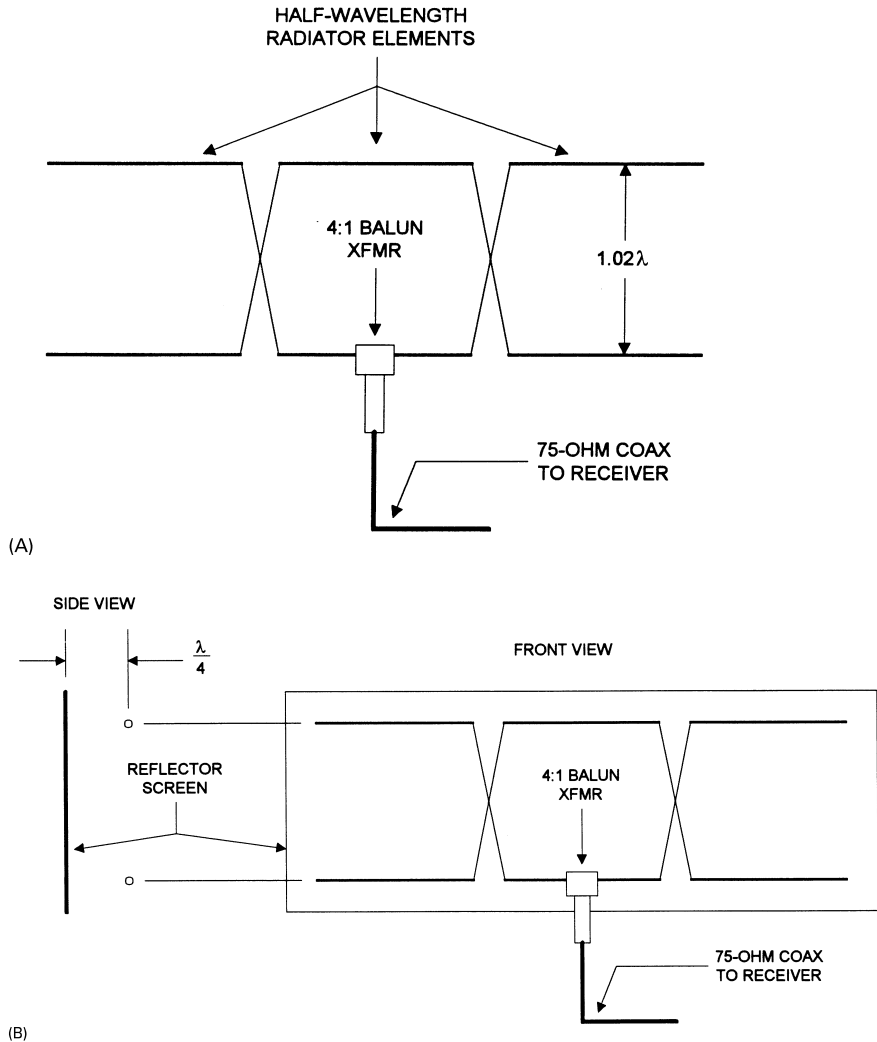 HALF-WAVELENGTH
RADIATOR ELEMENTS
4:1 BALUN
XFMR
1.02λ
75-OHM COAX
TO RECEIVER
(A)
SIDE VIEW
λ
4
FRONT VIEW
REFLECTOR
SCREEN
4:1 BALUN
XFMR
75-OHM COAX
TO RECEIVER
(B)